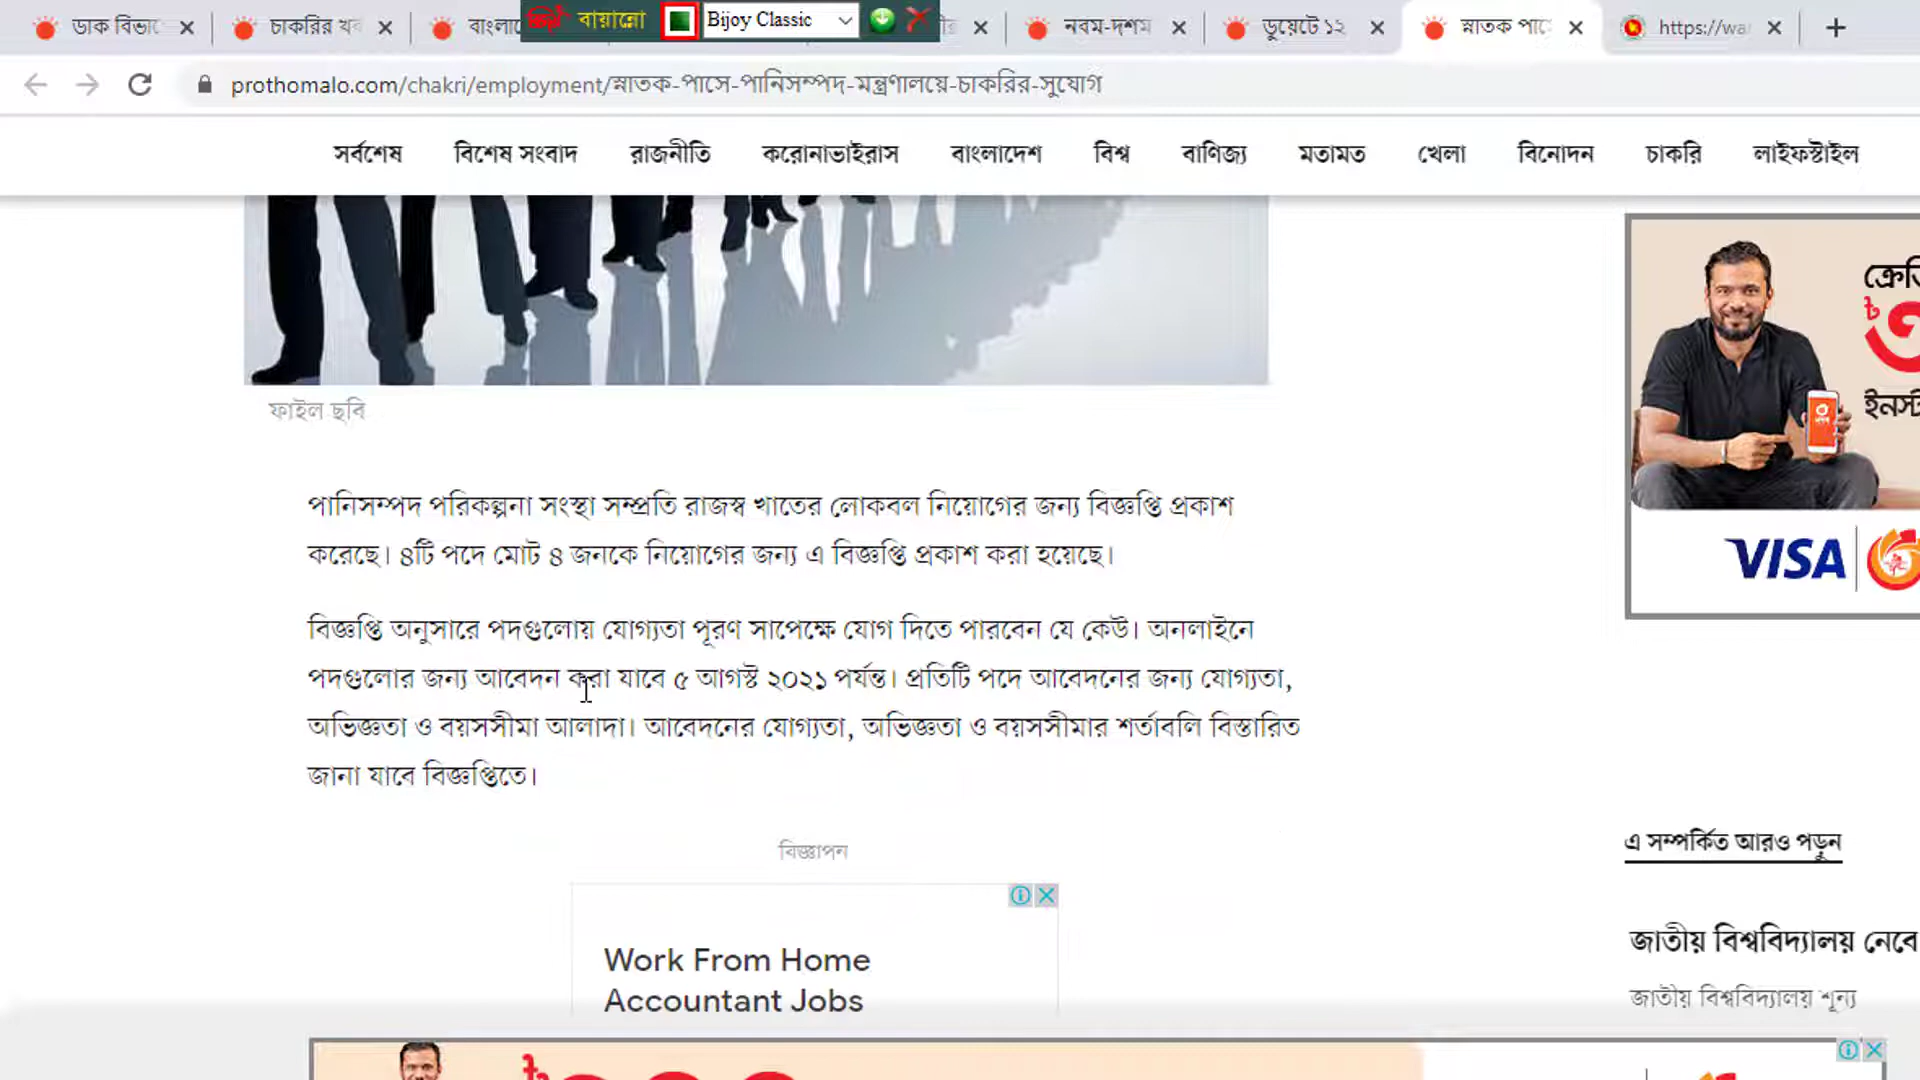 ডাক বিভা
চাকরির খব
বাংলা
বায়ান্নো
Bijoy Classic
নবম-দশম
ডুয়েটে ১২
স্নাতক পাসে
https://wa
prothomalo.com/chakri/employment/স্নাতক-পাসে-পানিসম্পদ-মন্ত্রণালয়ে-চাকরির-সুযোগ
সর্বশেষ বিশেষ সংবাদ রাজনীতি করোনাভাইরাস বাংলাদেশ বিশ্ব বাণিজ্য মতামত খেলা বিনোদন চাকরি লাইফস্টাইল
ফাইল ছবি
পানিসম্পদ পরিকল্পনা সংস্থা সম্প্রতি রাজস্ব খাতের লোকবল নিয়োগের জন্য বিজ্ঞপ্তি প্রকাশ
করেছে। ৪টি পদে মোট ৪ জনকে নিয়োগের জন্য এ বিজ্ঞপ্তি প্রকাশ করা হয়েছে।
বিজ্ঞপ্তি অনুসারে পদগুলোয় যোগ্যতা পূরণ সাপেক্ষে যোগ দিতে পারবেন যে কেউ। অনলাইনে
পদগুলোর জন্য আবেদন করা যাবে ৫ আগস্ট ২০২১ পর্যন্ত। প্রতিটি পদে আবেদনের জন্য যোগ্যতা,
অভিজ্ঞতা ও বয়সসীমা আলাদা। আবেদনের যোগ্যতা, অভিজ্ঞতা ও বয়সসীমার শর্তাবলি বিস্তারিত
জানা যাবে বিজ্ঞপ্তিতে।
বিজ্ঞাপন
Work From Home
Accountant Jobs
ক্রেডি
ইনস্ট
VISA
এ সম্পর্কিত আরও পড়ুন
জাতীয় বিশ্ববিদ্যালয় নেবে
জাতীয় বিশ্ববিদ্যালয় শূন্য